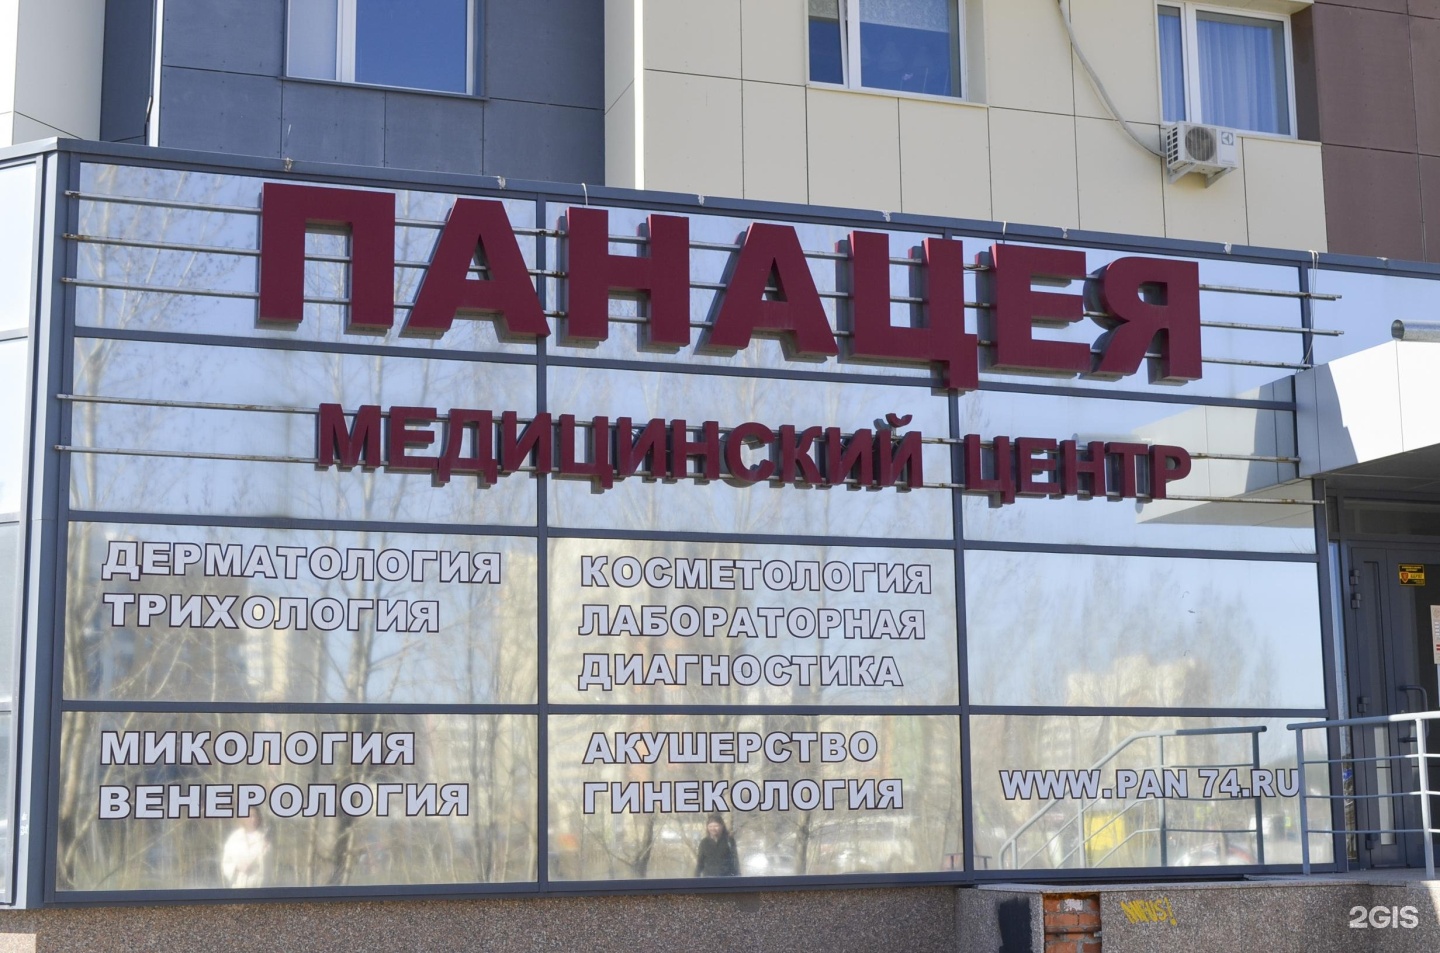 ПАНАЦЕЯ
МЕДИЦИНСКИЙ ЦЕНТР
ДЕРМАТОЛОГИЯ
ТРИХОЛОГИЯ
КОСМЕТОЛОГИЯ
ЛАБОРАТОРНАЯ
ДИАГНОСТИКА
МИКОЛОГИЯ
ВЕНЕРОЛОГИЯ
АКУШЕРСТВО
ГИНЕКОЛОГИЯ
WWW.PAN 74.RU
2GIS